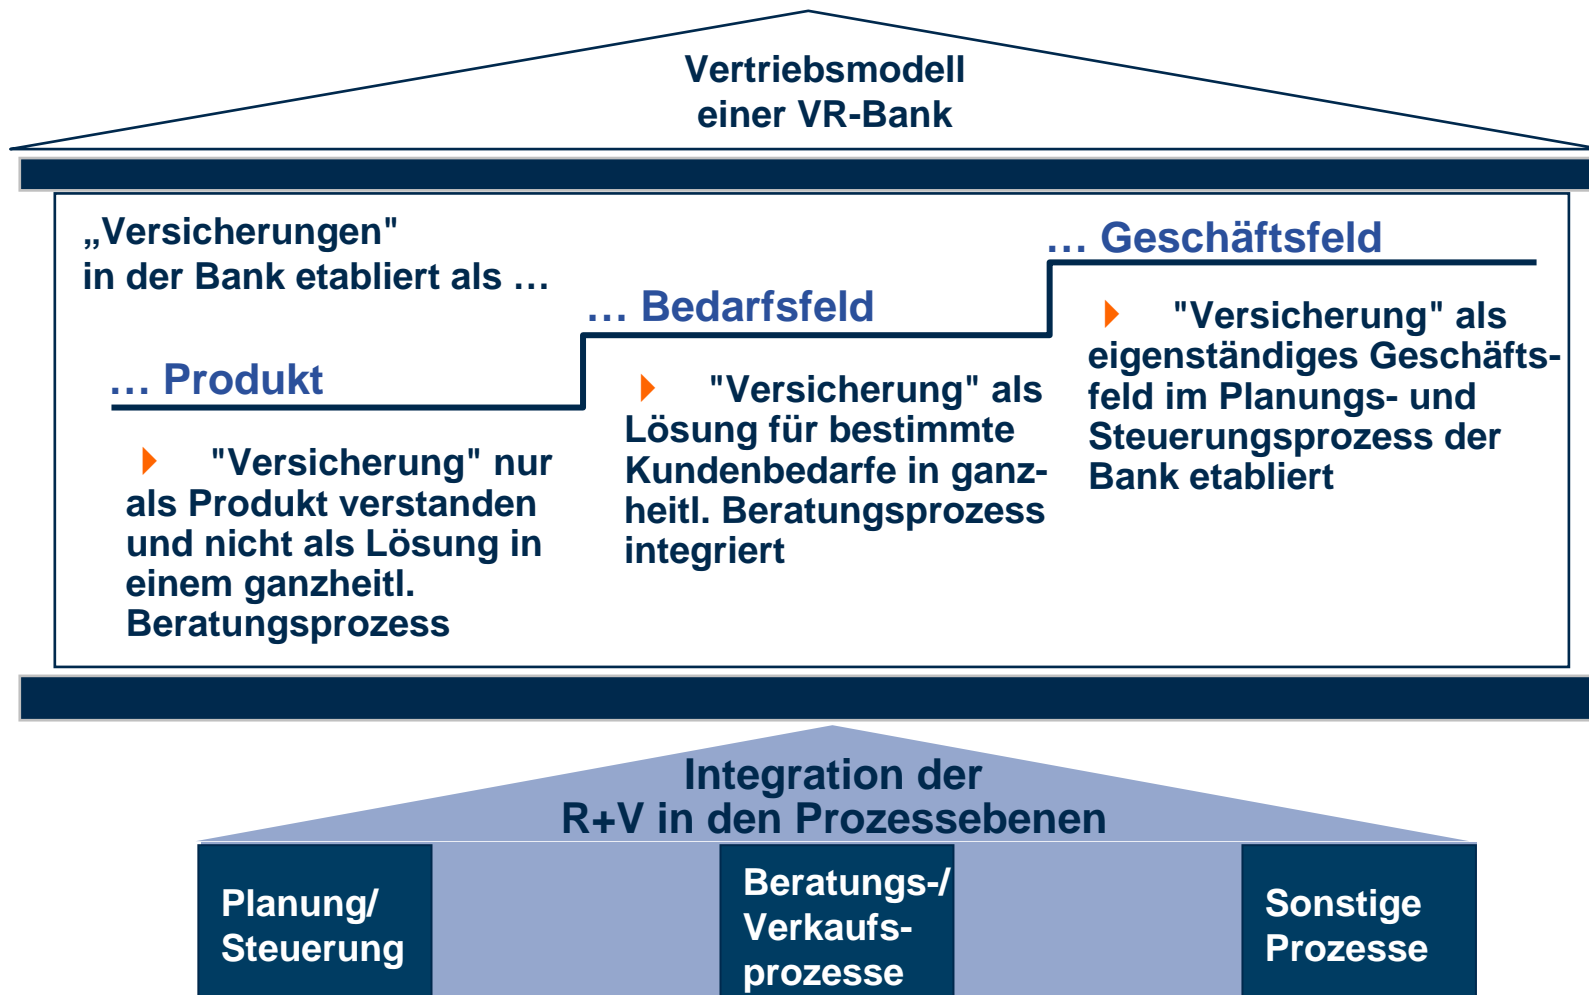 Vertriebsmodell
einer VR-Bank
„Versicherungen"
in der Bank etabliert als …
… Produkt
"Versicherung" nur
als Produkt verstanden
und nicht als Lösung in
einem ganzheitl.
Beratungsprozess
… Bedarfsfeld
"Versicherung" als
Lösung für bestimmte
Kundenbedarfe in ganz-
heitl. Beratungsprozess
integriert
… Geschäftsfeld
"Versicherung" als
eigenständiges Geschäfts-
feld im Planungs- und
Steuerungsprozess der
Bank etabliert
Integration der
R+V in den Prozessebenen
Planung/
Steuerung
Beratungs-/
Verkaufs-
prozesse
Sonstige
Prozesse